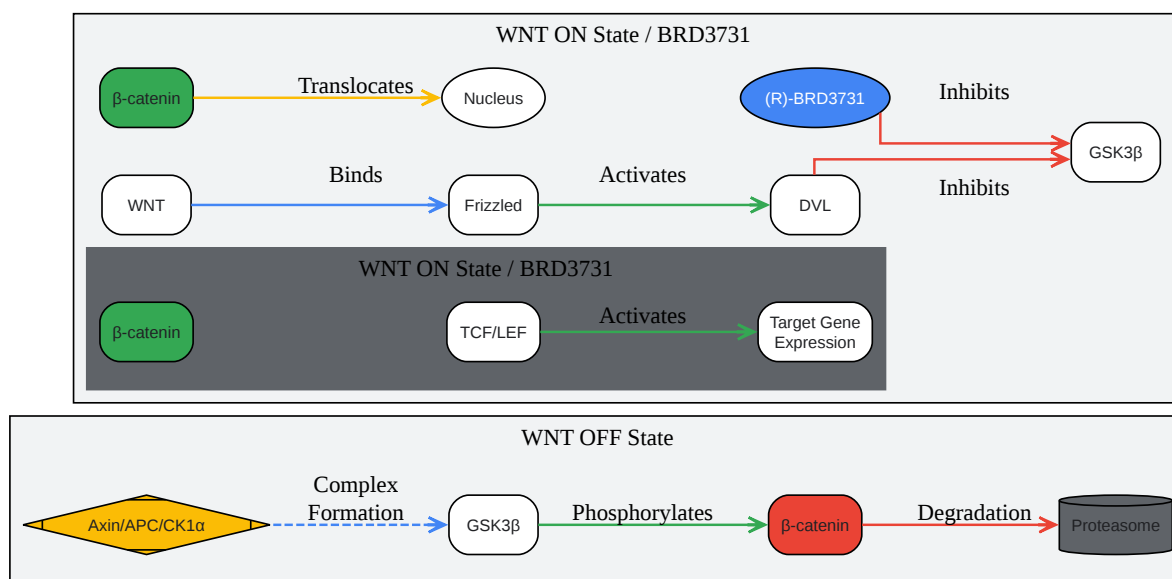 WNT ON State / BRD3731
β-catenin
Translocates
Nucleus
(R)-BRD3731
Inhibits
GSK3β
WNT
Binds
Frizzled
Activates
DVL
Inhibits
WNT ON State / BRD3731
β-catenin
TCF/LEF
Activates
Target Gene
Expression
WNT OFF State
Axin/APC/CK1α
Complex
Formation
GSK3β
Phosphorylates
β-catenin
Degradation
Proteasome